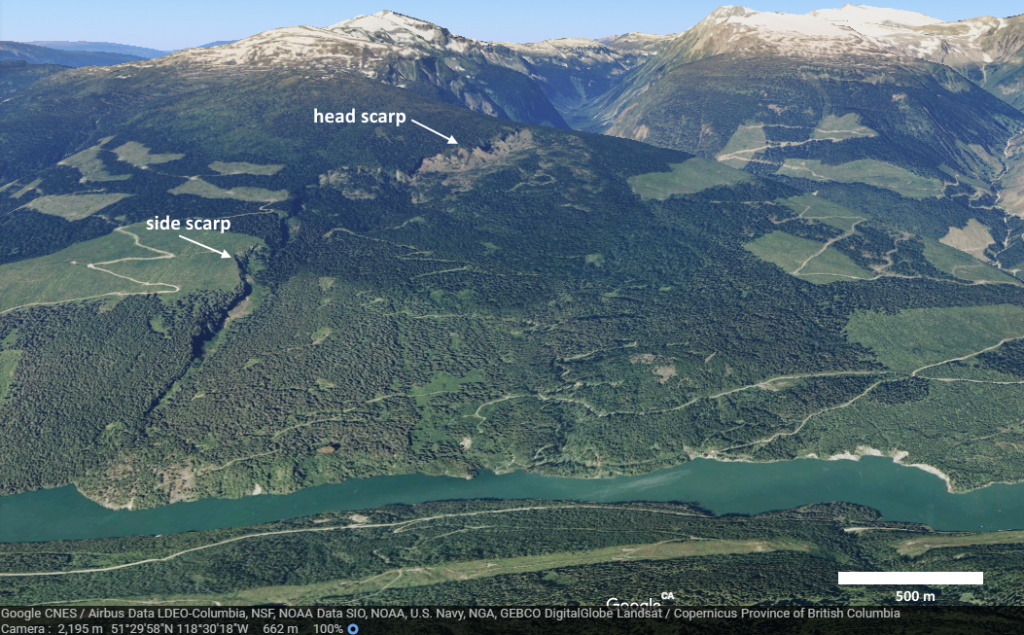 head scarp
side scarp
500 m
Google
CA
Google CNES / Airbus Data LDEO-Columbia, NSF, NOAA Data SIO, NOAA, U.S. Navy, NGA, GEBCO DigitalGlobe Landsat / Copernicus Province of British Columbia
Camera : 2,195 m 51°29'58"N 118°30'18"W 662 m 100%